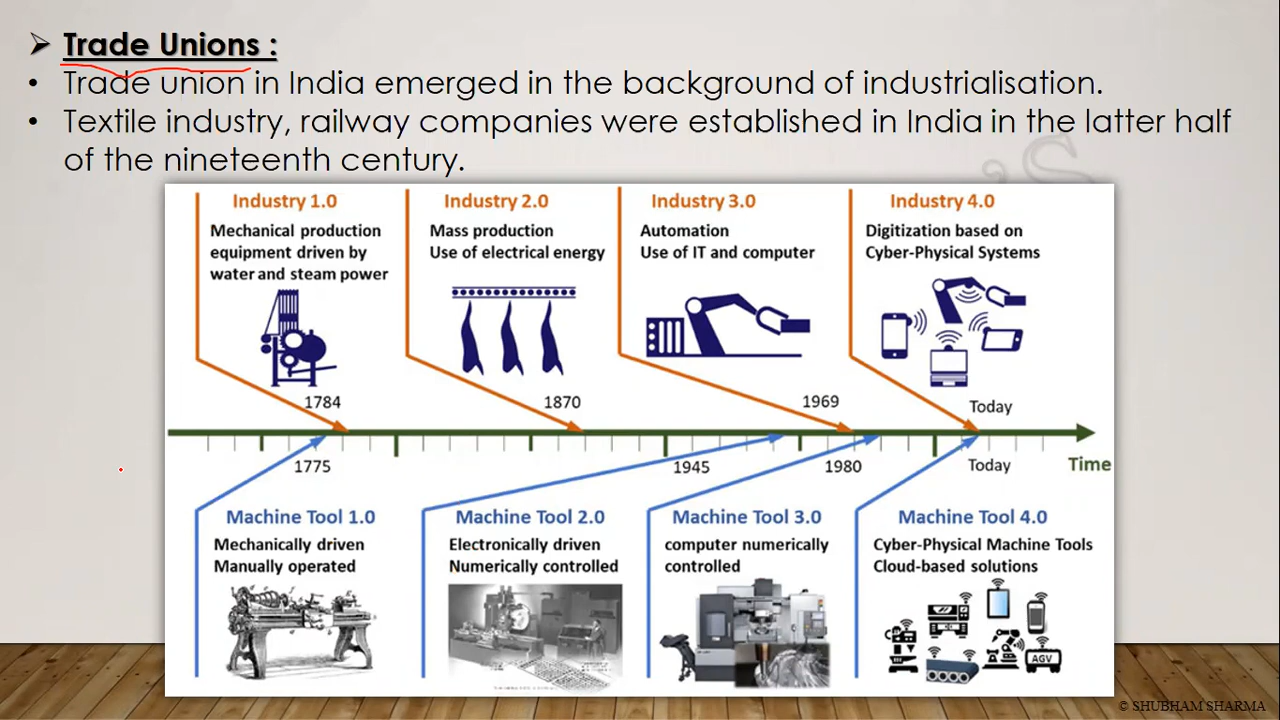 ➢ Trade Unions :
• Trade union in India emerged in the background of industrialisation.
• Textile industry, railway companies were established in India in the latter half
of the nineteenth century.
Industry 1.0
Mechanical production
equipment driven by
water and steam power
Industry 2.0
Mass production
Use of electrical energy
Industry 3.0
Automation
Use of IT and computer
Industry 4.0
Digitization based on
Cyber-Physical Systems
1784
1870
1969
Today
1775
1945
1980
Today
Time
Machine Tool 1.0
Mechanically driven
Manually operated
Machine Tool 2.0
Electronically driven
Numerically controlled
Machine Tool 3.0
computer numerically
controlled
Machine Tool 4.0
Cyber-Physical Machine Tools
Cloud-based solutions
AGV
© SHUBHAM SHARMA